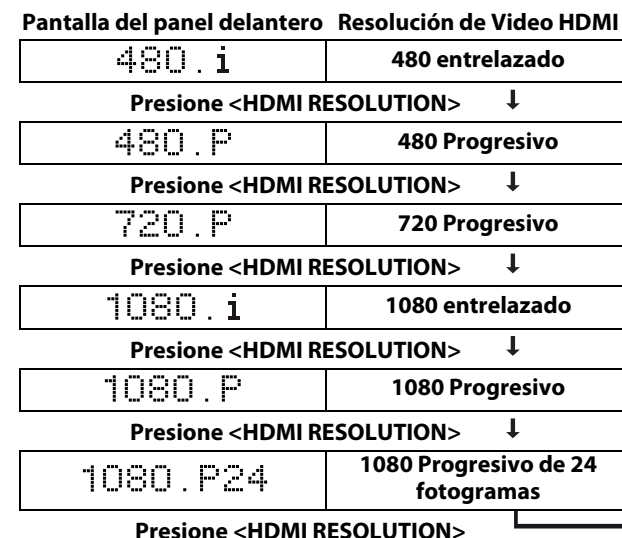 Pantalla del panel delantero Resolución de Video HDMI
480.i 480 entrelazado
Presione <HDMI RESOLUTION> ↓
480.P 480 Progresivo
Presione <HDMI RESOLUTION> ↓
720.P 720 Progresivo
Presione <HDMI RESOLUTION> ↓
1080.i 1080 entrelazado
Presione <HDMI RESOLUTION> ↓
1080.P 1080 Progresivo
Presione <HDMI RESOLUTION> ↓
1080.P24 1080 Progresivo de 24
fotogramas
Presione <HDMI RESOLUTION>